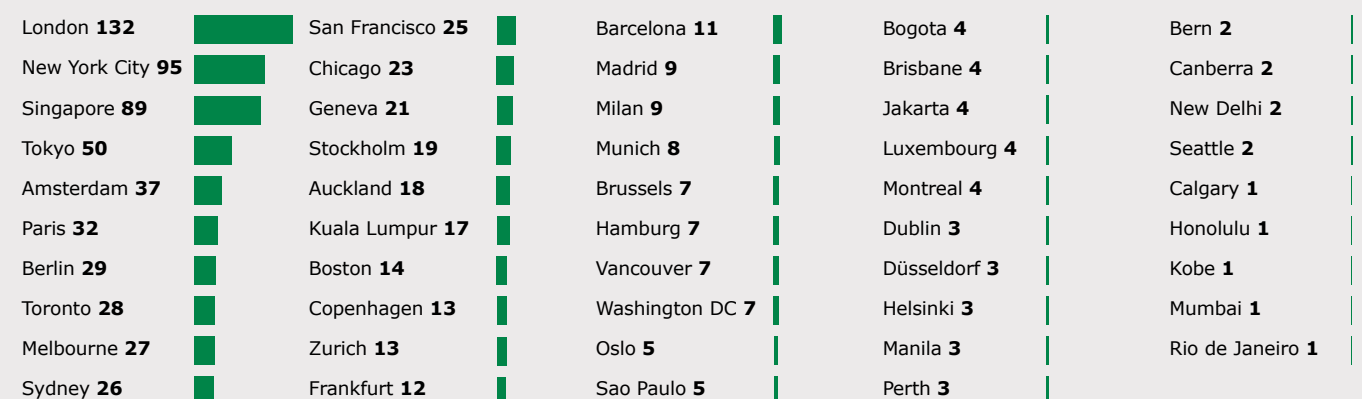 London 132
New York City 95
Singapore 89
Tokyo 50
Amsterdam 37
Paris 32
Berlin 29
Toronto 28
Melbourne 27
Sydney 26
San Francisco 25
Chicago 23
Geneva 21
Stockholm 19
Auckland 18
Kuala Lumpur 17
Boston 14
Copenhagen 13
Zurich 13
Frankfurt 12
Barcelona 11
Madrid 9
Milan 9
Munich 8
Brussels 7
Hamburg 7
Vancouver 7
Washington DC 7
Oslo 5
Sao Paulo 5
Bogota 4
Brisbane 4
Jakarta 4
Luxembourg 4
Montreal 4
Dublin 3
Düsseldorf 3
Helsinki 3
Manila 3
Perth 3
Bern 2
Canberra 2
New Delhi 2
Seattle 2
Calgary 1
Honolulu 1
Kobe 1
Mumbai 1
Rio de Janeiro 1